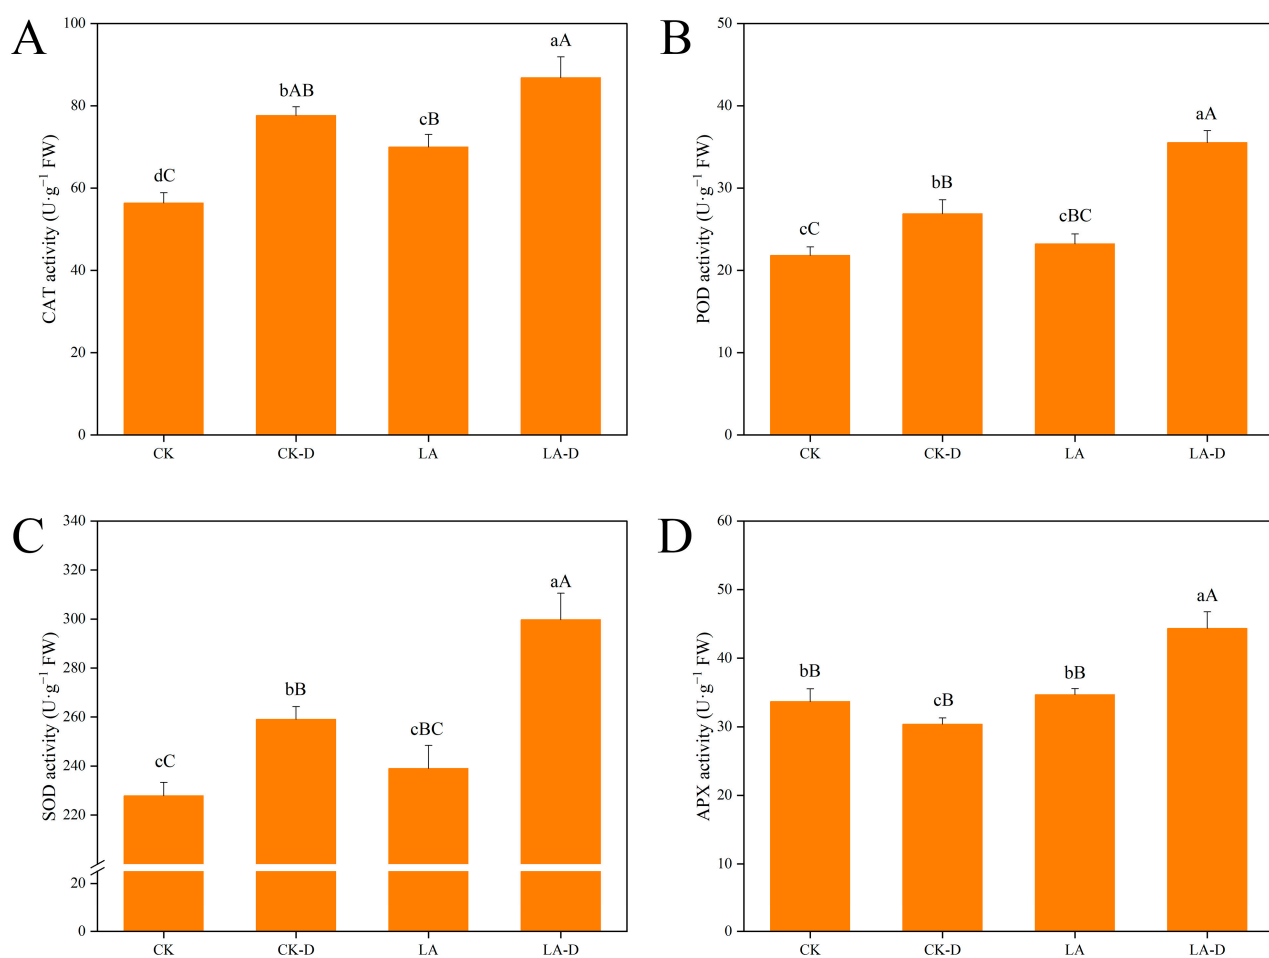 A
CAT activity (U·g⁻¹ FW)
100
80
60
40
20
0
dC
bAB
cB
aA
CK
CK-D
LA
LA-D
B
POD activity (U·g⁻¹ FW)
50
40
30
20
10
0
cC
bB
cBC
aA
CK
CK-D
LA
LA-D
C
SOD activity (U·g⁻¹ FW)
340
320
300
280
260
240
220
20
0
cC
bB
cBC
aA
CK
CK-D
LA
LA-D
D
APX activity (U·g⁻¹ FW)
60
50
40
30
20
10
0
bB
cB
bB
aA
CK
CK-D
LA
LA-D